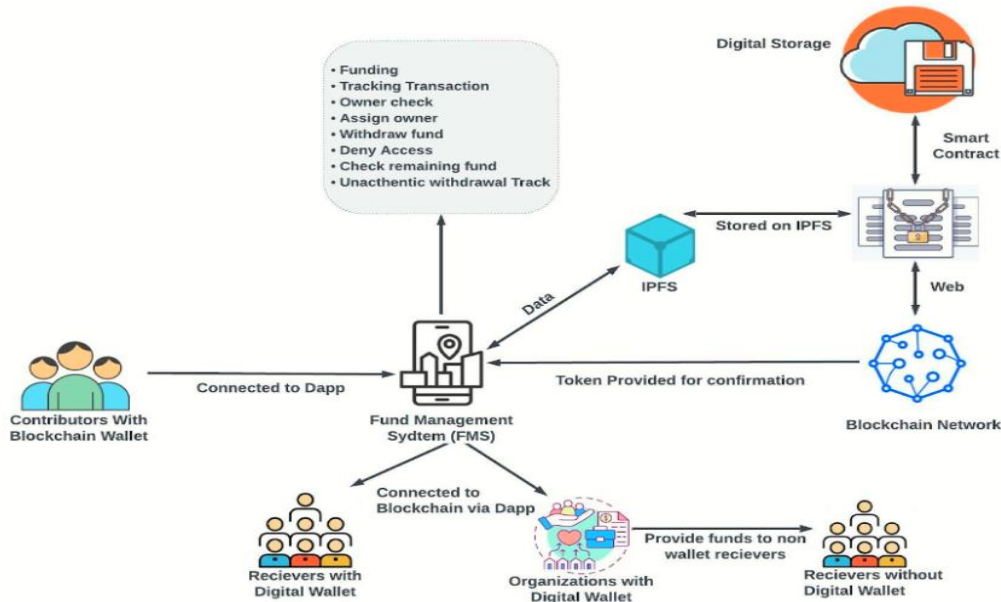 Digital Storage
• Funding
• Tracking Transaction
• Owner check
• Assign owner
• Withdraw fund
• Deny Access
• Check remaining fund
• Unacthentic withdrawal Track
Smart
Contract
Stored on IPFS
IPFS
Web
Data
Connected to Dapp
Token Provided for confirmation
Contributors With
Blockchain Wallet
Fund Management
Sydtem (FMS)
Blockchain Network
Connected to
Blockchain via Dapp
Provide funds to non
wallet recievers
Recievers with
Digital Wallet
Organizations with
Digital Wallet
Recievers without
Digital Wallet